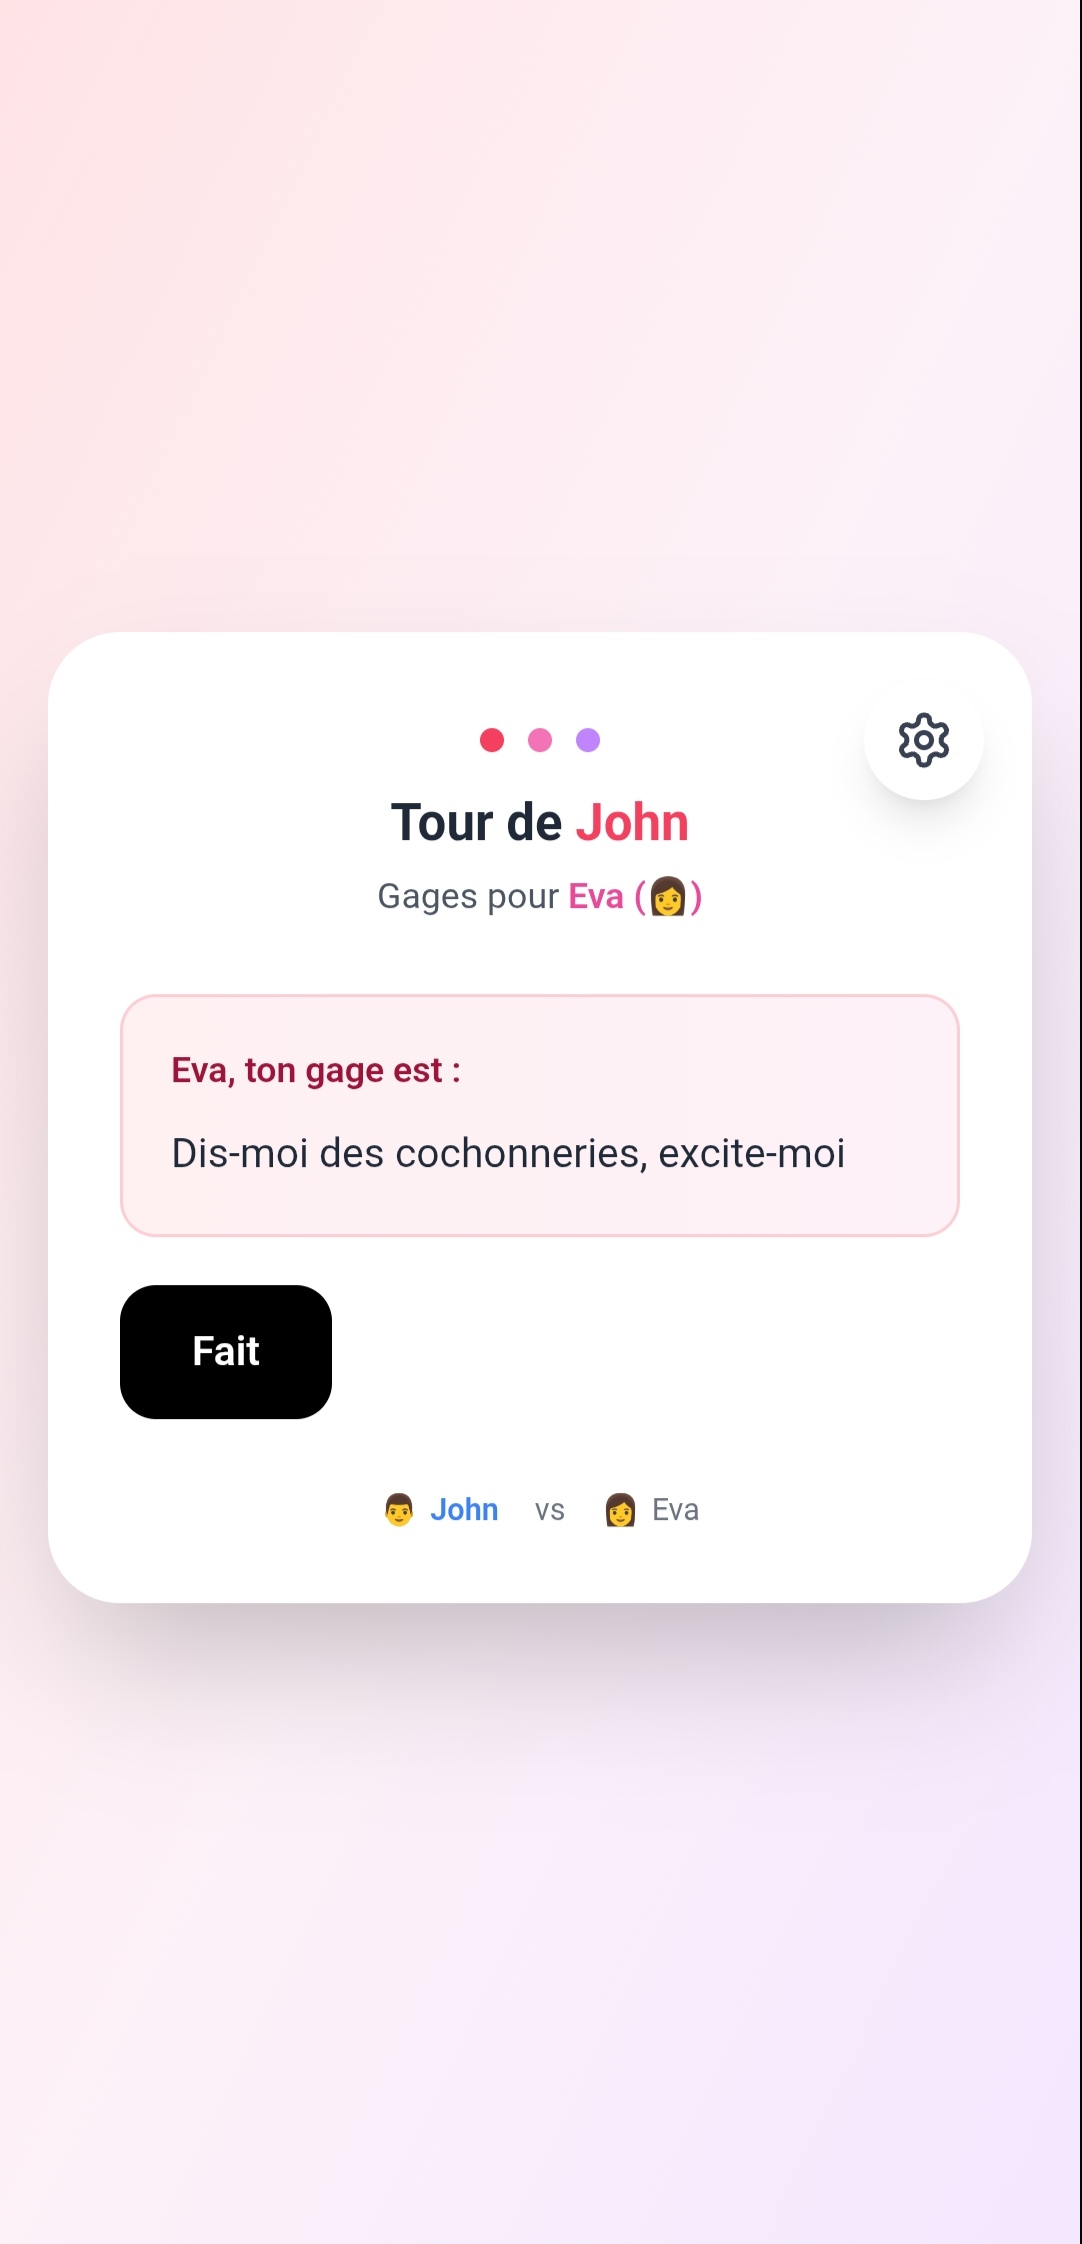 Tour de John
Gages pour Eva (👩)
Eva, ton gage est :
Dis-moi des cochonneries, excite-moi
Fait
👨 John vs 👩 Eva